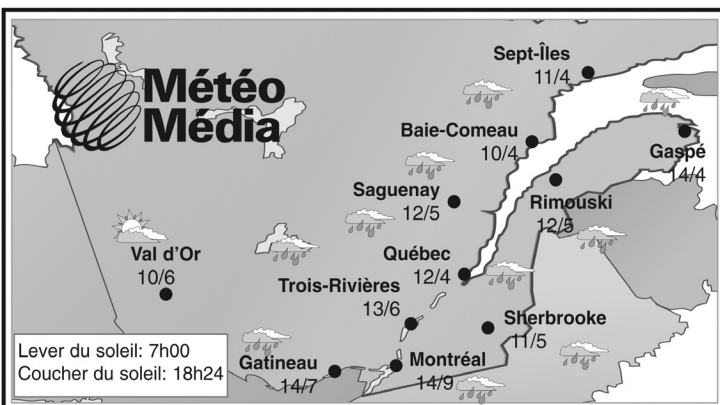 Météo
Média
Sept-Îles
11/4
Baie-Comeau
10/4
Gaspé
14/4
Saguenay
12/5
Rimouski
12/5
Val d'Or
10/6
Québec
12/4
Trois-Rivières
13/6
Sherbrooke
11/5
Lever du soleil: 7h00
Coucher du soleil: 18h24
Gatineau
14/7
Montréal
14/9